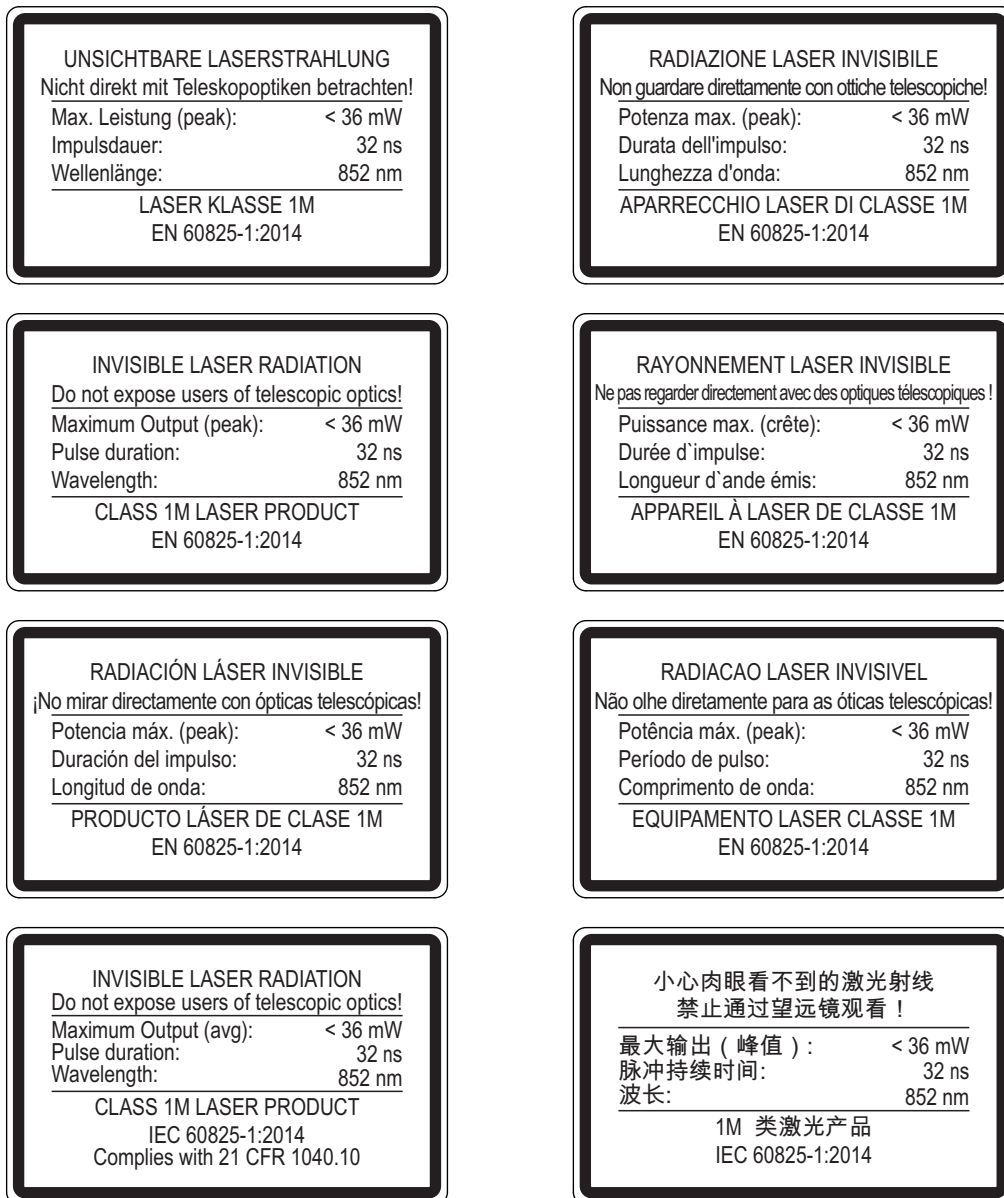 UNSICHTBARE LASERSTRAHLUNG
Nicht direkt mit Teleskopoptiken betrachten!
Max. Leistung (peak): < 36 mW
Impulsdauer: 32 ns
Wellenlänge: 852 nm
LASER KLASSE 1M
EN 60825-1:2014
RADIAZIONE LASER INVISIBILE
Non guardare direttamente con ottiche telescopiche!
Potenza max. (peak): < 36 mW
Durata dell'impulso: 32 ns
Lunghezza d'onda: 852 nm
APARRECCHIO LASER DI CLASSE 1M
EN 60825-1:2014
INVISIBLE LASER RADIATION
Do not expose users of telescopic optics!
Maximum Output (peak): < 36 mW
Pulse duration: 32 ns
Wavelength: 852 nm
CLASS 1M LASER PRODUCT
EN 60825-1:2014
RAYONNEMENT LASER INVISIBLE
Ne pas regarder directement avec des optiques télescopiques !
Puissance max. (crête): < 36 mW
Durée d`impulse: 32 ns
Longueur d`ande émis: 852 nm
APPAREIL À LASER DE CLASSE 1M
EN 60825-1:2014
RADIACIÓN LÁSER INVISIBLE
¡No mirar directamente con ópticas telescópicas!
Potencia máx. (peak): < 36 mW
Duración del impulso: 32 ns
Longitud de onda: 852 nm
PRODUCTO LÁSER DE CLASE 1M
EN 60825-1:2014
RADIACAO LASER INVISIVEL
Não olhe diretamente para as óticas telescópicas!
Potência máx. (peak): < 36 mW
Período de pulso: 32 ns
Comprimento de onda: 852 nm
EQUIPAMENTO LASER CLASSE 1M
EN 60825-1:2014
INVISIBLE LASER RADIATION
Do not expose users of telescopic optics!
Maximum Output (avg): < 36 mW
Pulse duration: 32 ns
Wavelength: 852 nm
CLASS 1M LASER PRODUCT
IEC 60825-1:2014
Complies with 21 CFR 1040.10
小心肉眼看不到的激光射线
禁止通过望远镜观看！
最大输出（峰值）: < 36 mW
脉冲持续时间: 32 ns
波长: 852 nm
1M 类激光产品
IEC 60825-1:2014